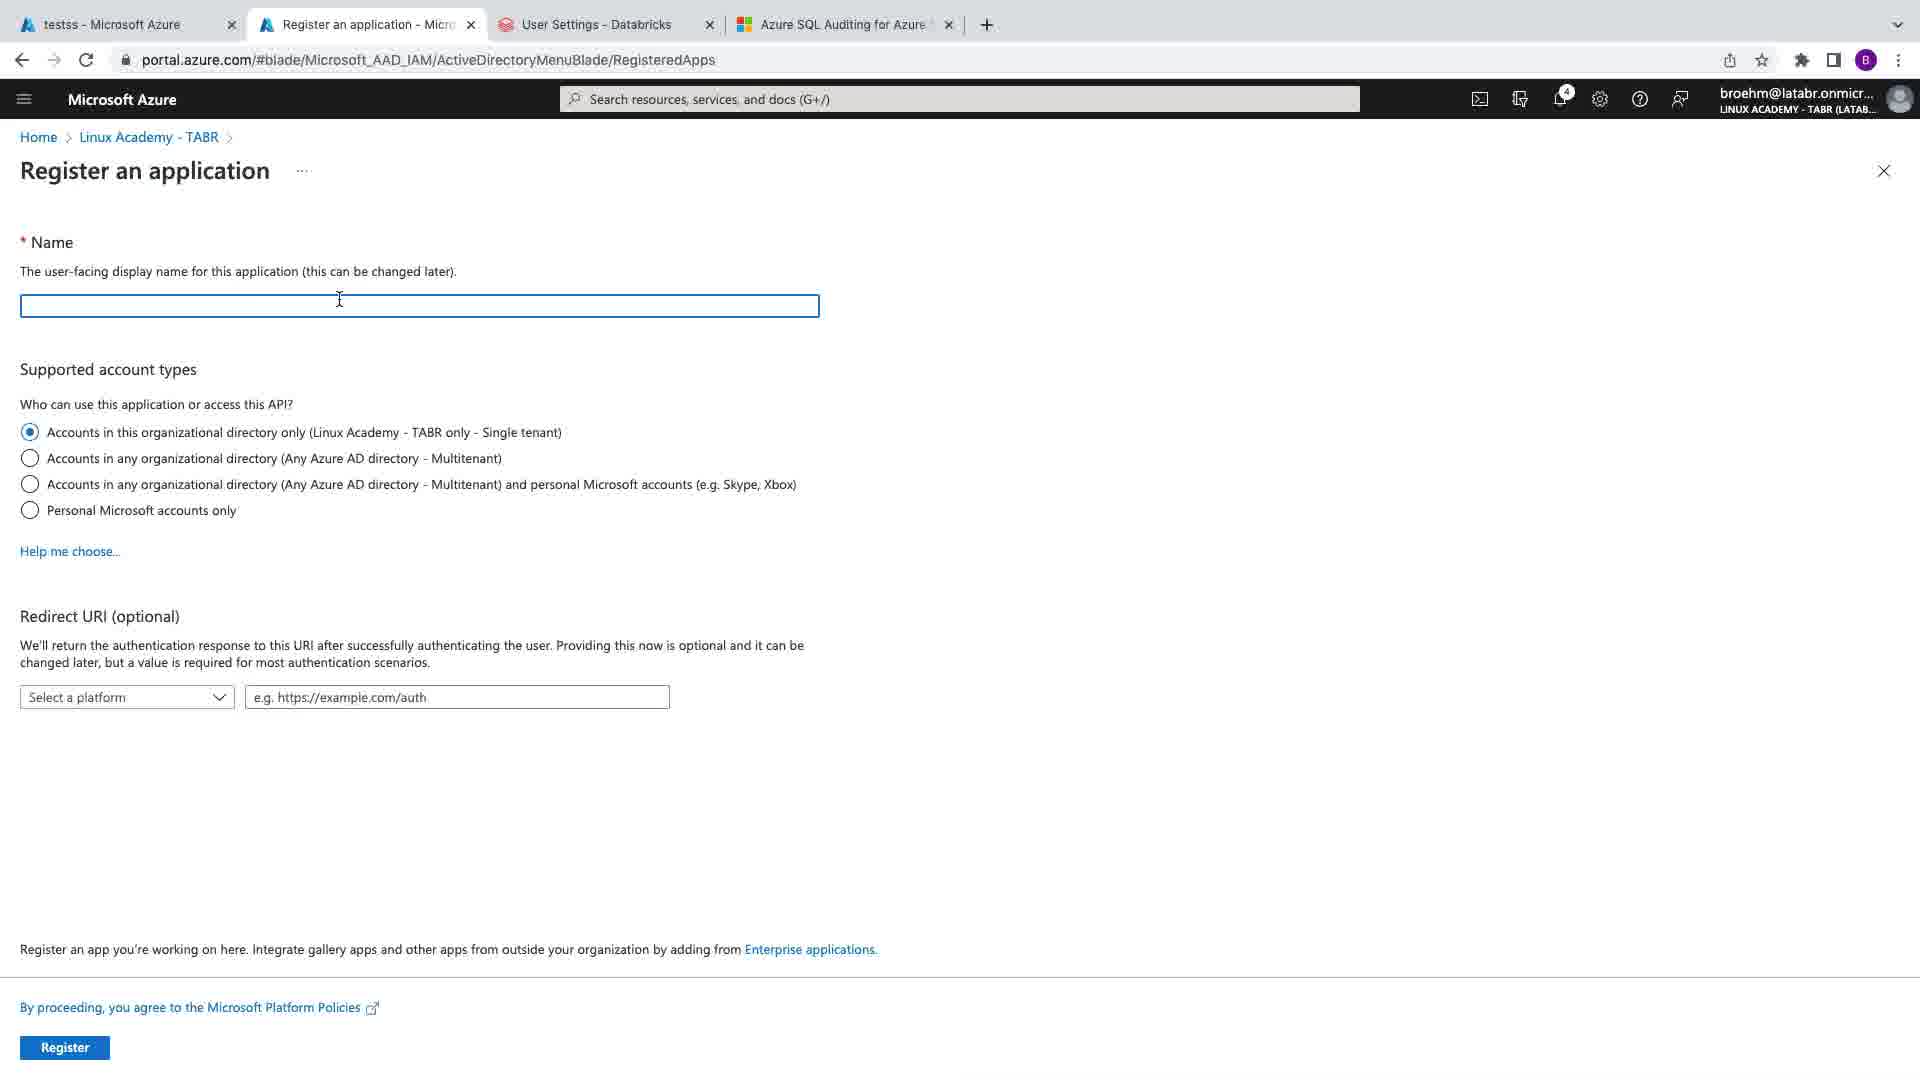 testss - Microsoft Azure
Register an application - Micro
User Settings - Databricks
Azure SQL Auditing for Azure
portal.azure.com/#blade/Microsoft_AAD_IAM/ActiveDirectoryMenuBlade/RegisteredApps
B
Microsoft Azure
Search resources, services, and docs (G+/)
4
broehm@latabr.onmicr...
LINUX ACADEMY - TABR (LATAB...
Home
Linux Academy - TABR
Register an application
...
* Name
The user-facing display name for this application (this can be changed later).
Supported account types
Who can use this application or access this API?
Accounts in this organizational directory only (Linux Academy - TABR only - Single tenant)
Accounts in any organizational directory (Any Azure AD directory - Multitenant)
Accounts in any organizational directory (Any Azure AD directory - Multitenant) and personal Microsoft accounts (e.g. Skype, Xbox)
Personal Microsoft accounts only
Help me choose...
Redirect URI (optional)
We'll return the authentication response to this URI after successfully authenticating the user. Providing this now is optional and it can be
changed later, but a value is required for most authentication scenarios.
Select a platform
e.g. https://example.com/auth
Register an app you're working on here. Integrate gallery apps and other apps from outside your organization by adding from Enterprise applications.
By proceeding, you agree to the Microsoft Platform Policies
Register